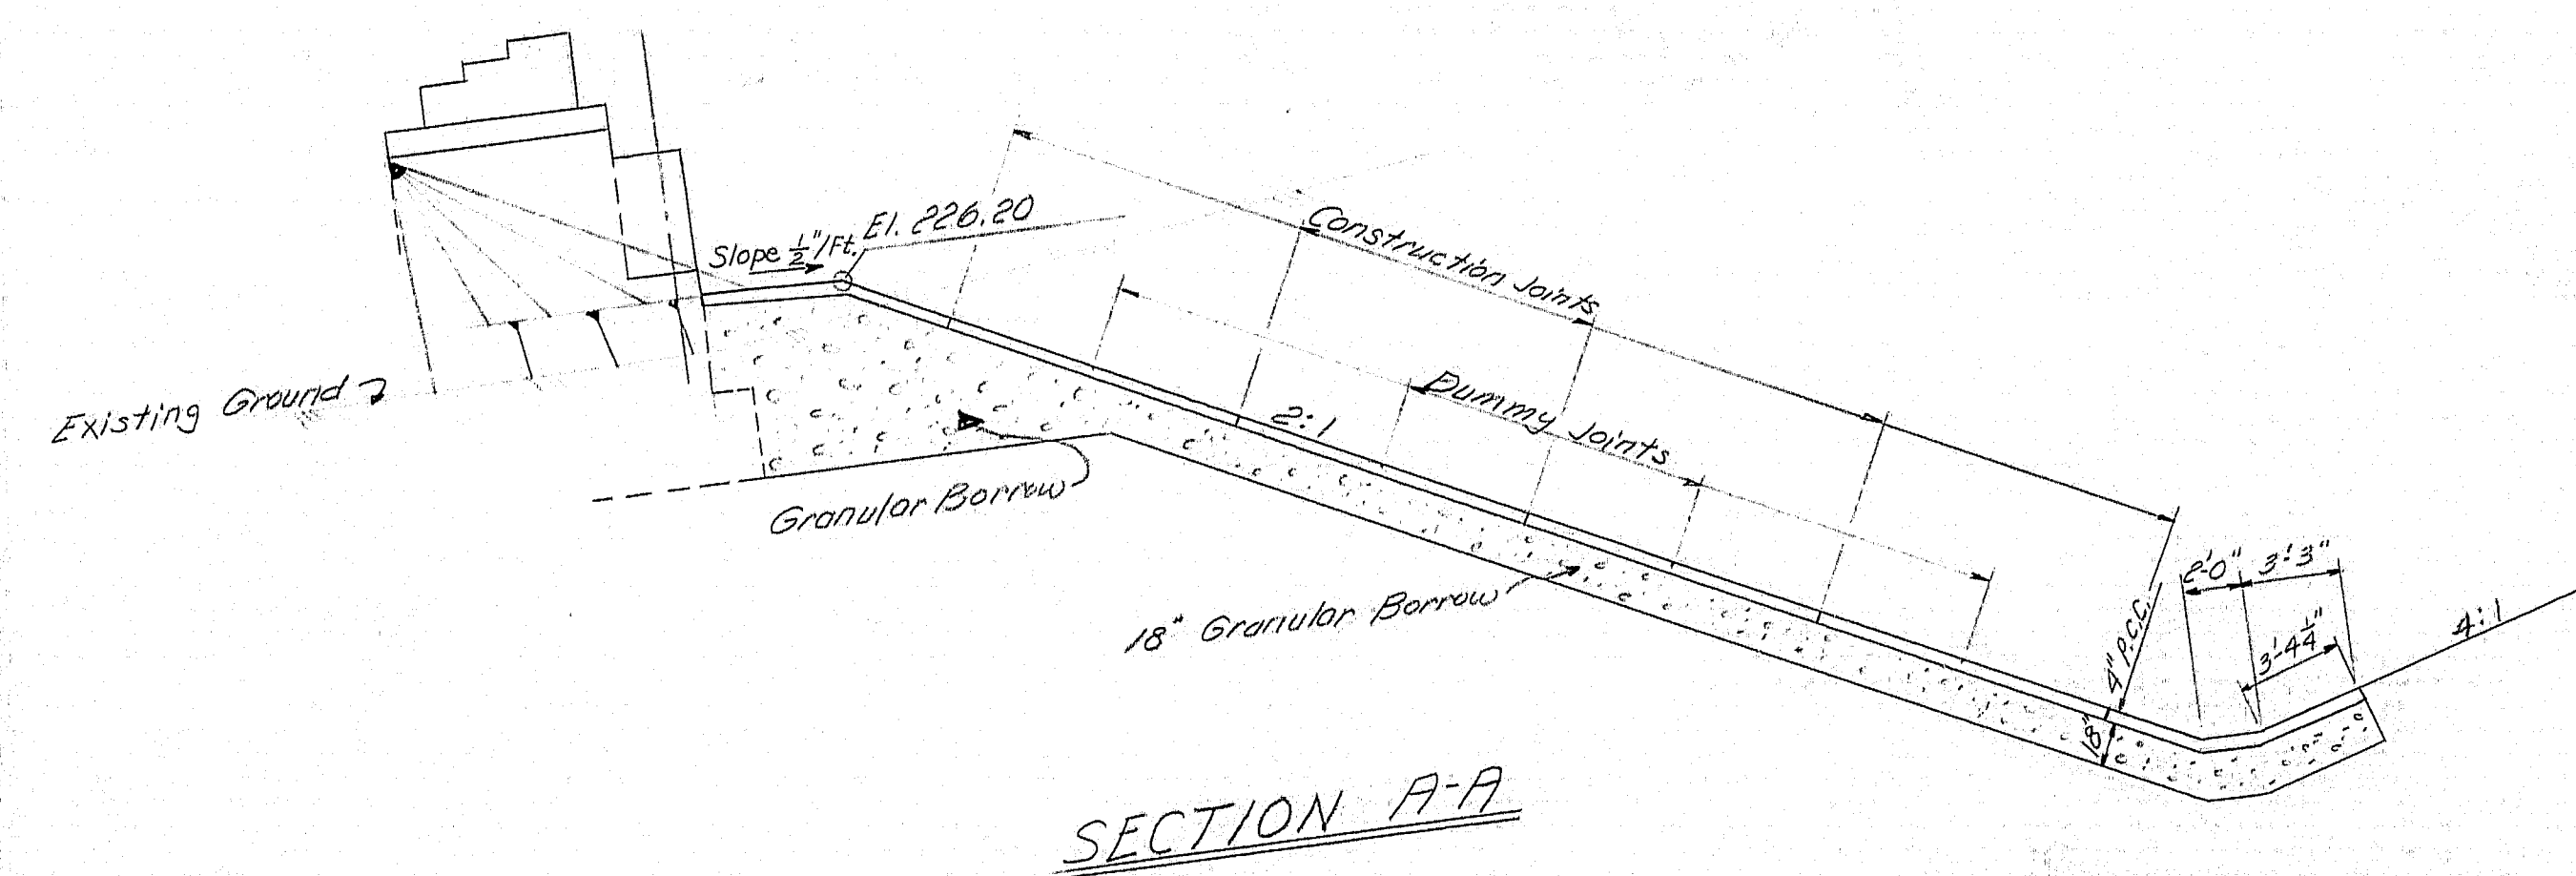 Slope 1/2"/Ft.
El. 226.20
Construction Joints
Existing Ground
2:1
Dummy Joints
Granular Borrow
18" Granular Borrow
2'-0"
3'-3"
3'-4 1/4"
4:1
4" P.C.C.
18"
SECTION A-A